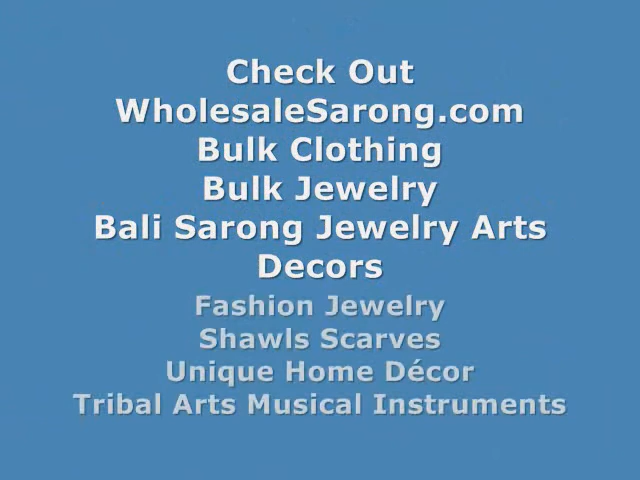 Check Out
WholesaleSarong.com
Bulk Clothing
Bulk Jewelry
Bali Sarong Jewelry Arts
Decors
Fashion Jewelry
Shawls Scarves
Unique Home Décor
Tribal Arts Musical Instruments